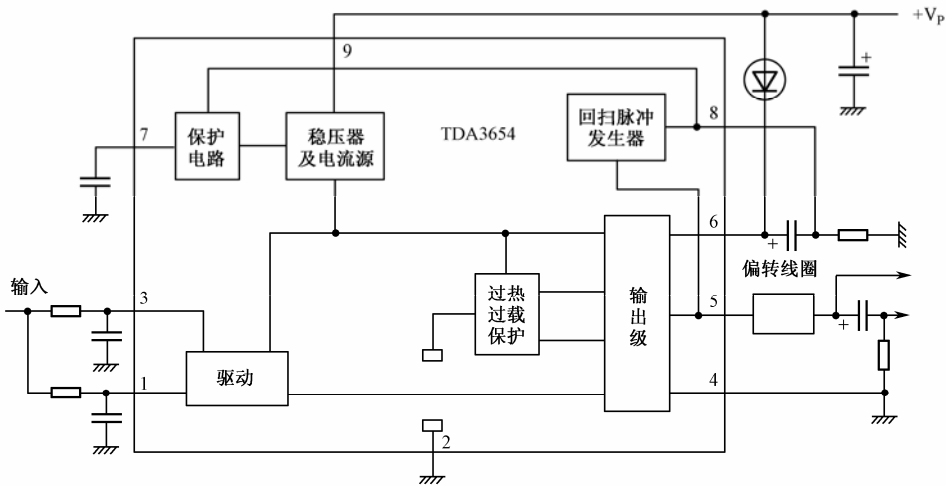 +VP
9
7
保护
电路
稳压器
及电流源
TDA3654
回扫脉冲
发生器
8
6
+
+
偏转线圈
输入
3
过热
过载
保护
输
出
级
5
+
1
驱动
4
2